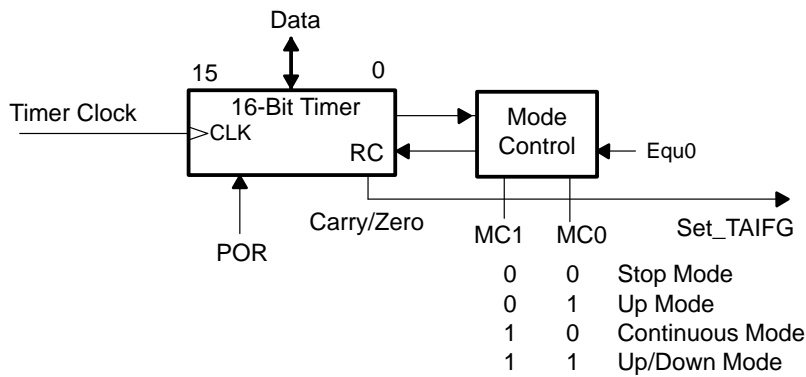 Data
15 0
16-Bit Timer
Timer Clock
CLK
RC
Mode
Control
Equ0
POR
Carry/Zero
MC1 MC0
Set_TAIFG
0 0 Stop Mode
0 1 Up Mode
1 0 Continuous Mode
1 1 Up/Down Mode